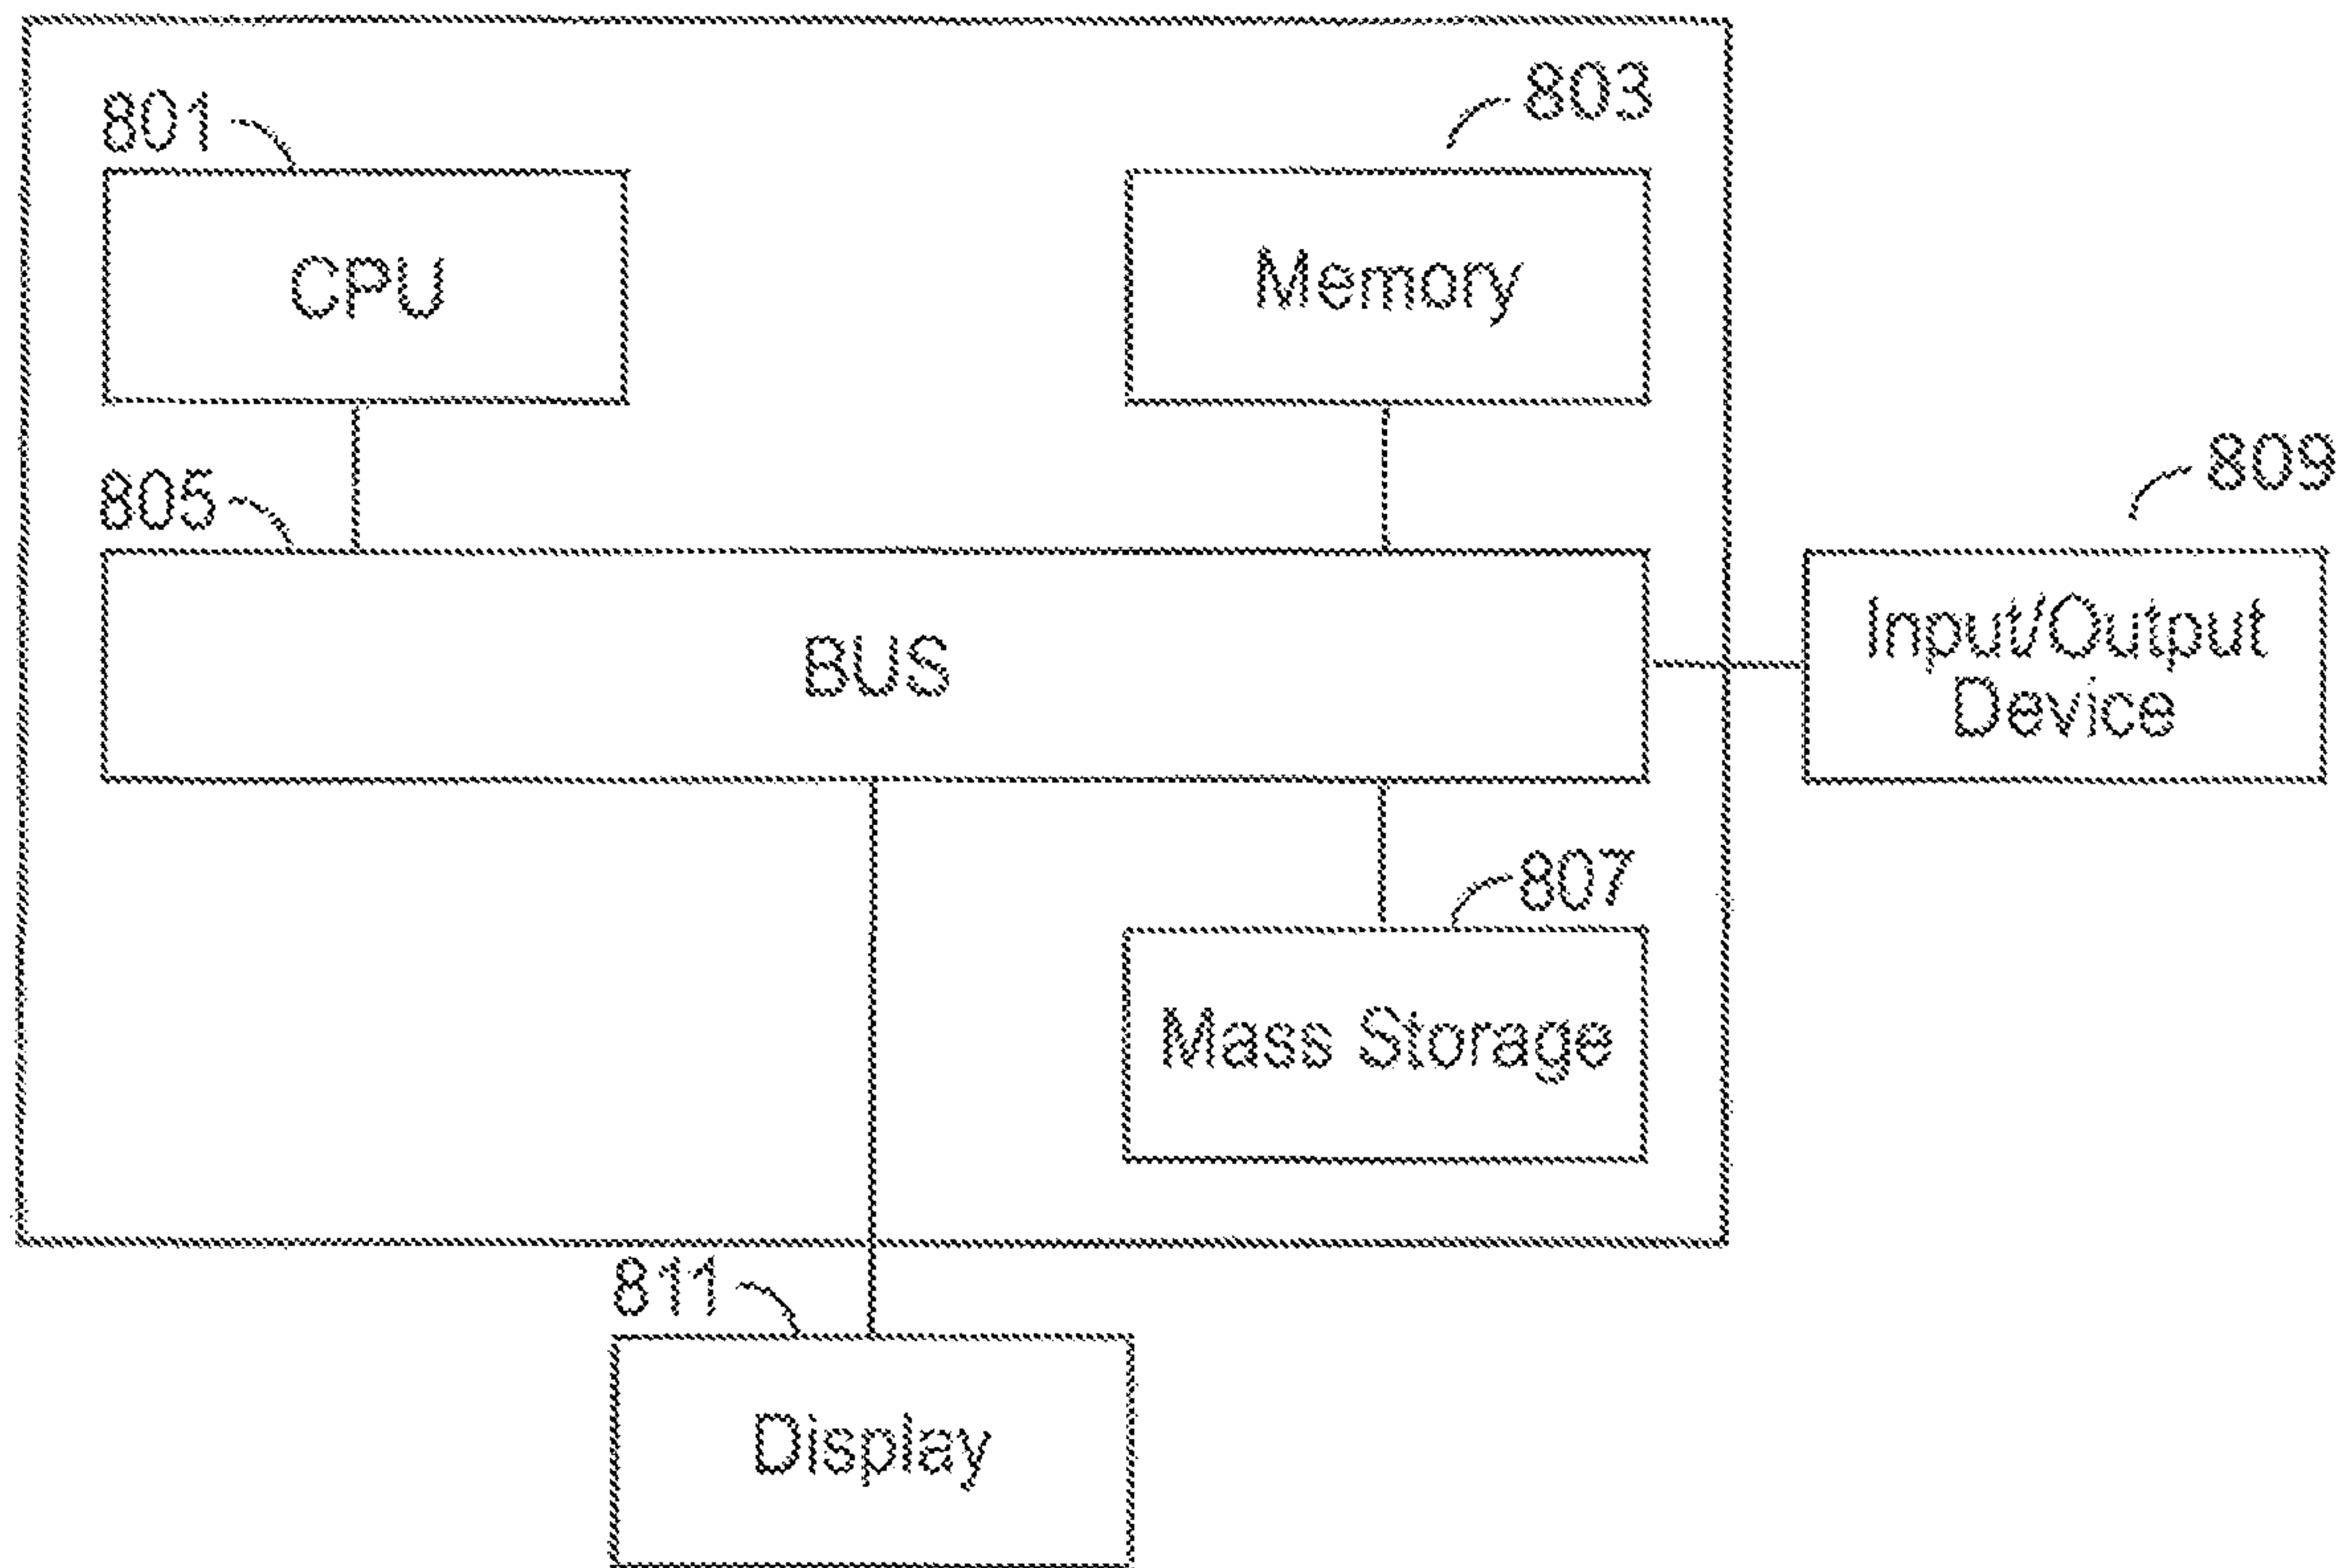 801
803
CPU
Memory
805
809
BUS
Input/Output
Device
807
Mass Storage
811
Display